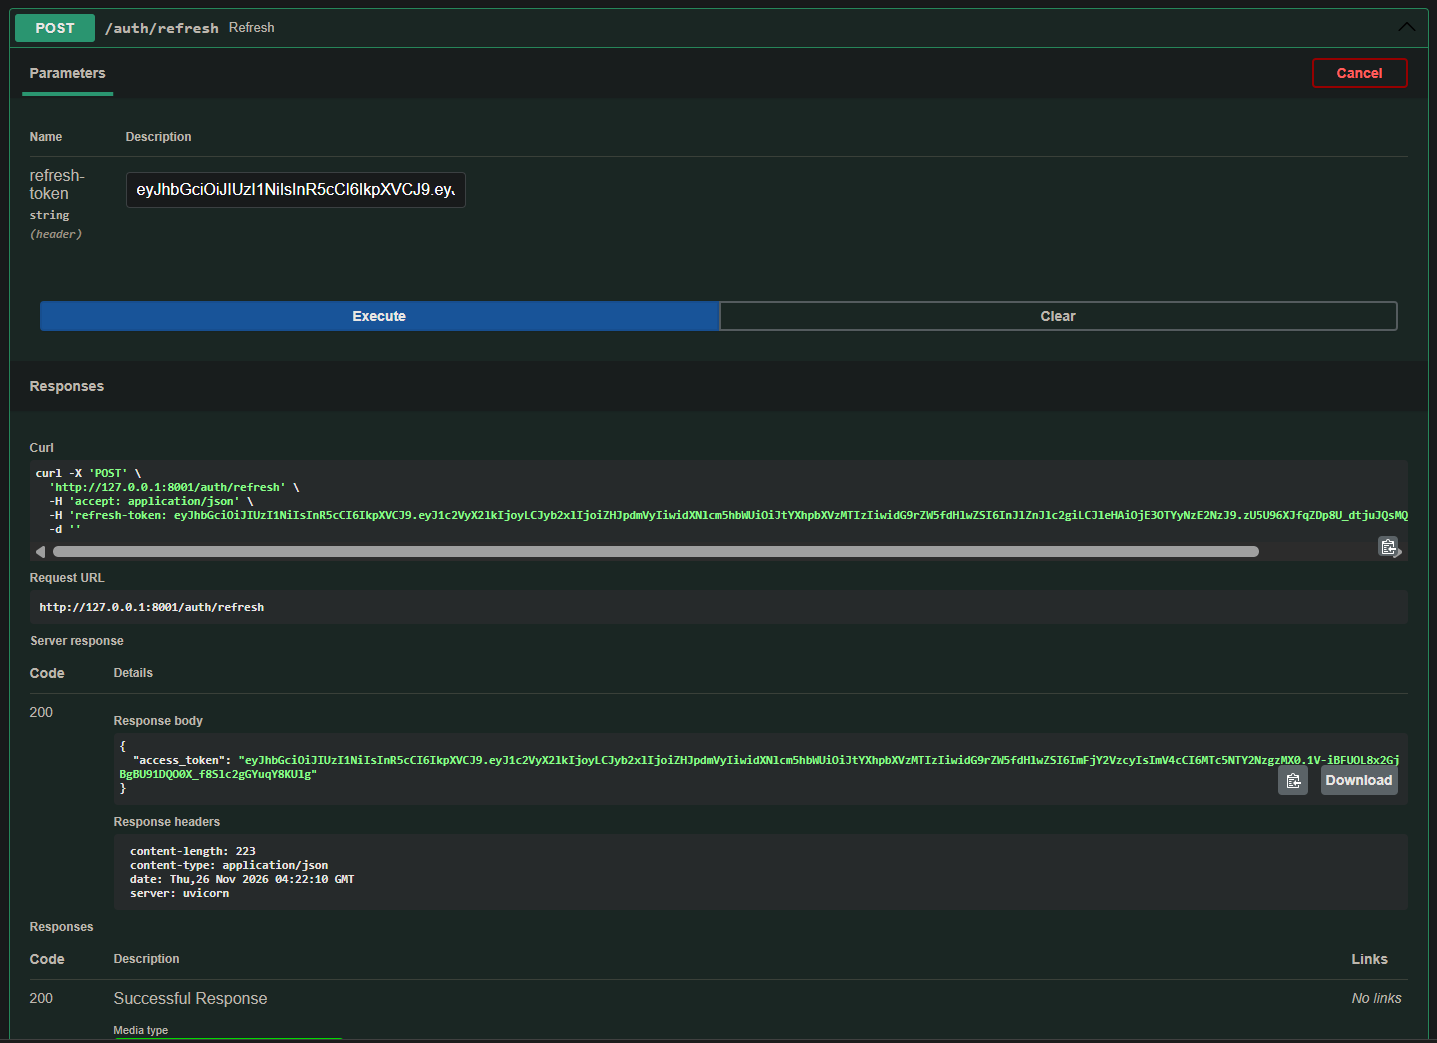 POST /auth/refresh Refresh
Parameters
Cancel
Name Description
refresh-
token
string
(header)
eyJhbGciOiJIUzI1NiIsInR5cCI6IkpXVCJ9.ey
Execute Clear
Responses
Curl
curl -X 'POST' \
'http://127.0.0.1:8001/auth/refresh' \
-H 'accept: application/json' \
-H 'refresh-token: eyJhbGciOiJIUzI1NiIsInR5cCI6IkpXVCJ9.eyJ1c2VyX2lkIjoyLCJyb2xlIjoiZHJpdmVyIiwidXNlcm5hbWUiOiJtYXhpbXVzMTIzIiwidG9rZW5fdHlwZSI6InJlZnJlc2giLCJleHAiOjE3OTYyNzE2NzJ9.zU5U96XJfqZDp8U_dtjuJQsMQ
-d ''
Request URL
http://127.0.0.1:8001/auth/refresh
Server response
Code Details
200
Response body
{
"access_token": "eyJhbGciOiJIUzI1NiIsInR5cCI6IkpXVCJ9.eyJ1c2VyX2lkIjoyLCJyb2xlIjoiZHJpdmVyIiwidXNlcm5hbWUiOiJtYXhpbXVzMTIzIiwidG9rZW5fdHlwZSI6ImFjY2VzcyIsImV4cCI6MTc5NTY2NzgzMX0.1V-iBFUOL8x2Gj
BgBU91DQO0X_f8Slc2gGYuqY8KUlg"
}
Download
Response headers
content-length: 223
content-type: application/json
date: Thu,26 Nov 2026 04:22:10 GMT
server: uvicorn
Responses
Code Description Links
200 Successful Response No links
Media type